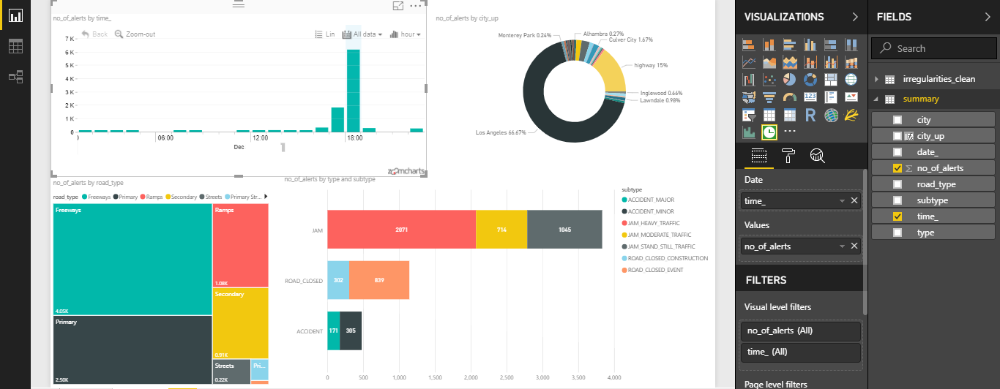 no_of_alerts by time_
Back
Zoom-out
Lin
All data
hour
7 K
6 K
5 K
4 K
3 K
2 K
1 K
0
06:00
12:00
18:00
Dec
1
zoomcharts
no_of_alerts by city_up
Monterey Park 0.24%
Alhambra 0.27%
Culver City 1.67%
highway 15%
Inglewood 0.66%
Lawndale 0.98%
Los Angeles 66.67%
no_of_alerts by road_type
road_type Freeways Primary Ramps Secondary Streets Primary Str...
Freeways
4.05K
Primary
2.50K
Ramps
1.08K
Secondary
0.91K
Streets
0.22K
Pri...
no_of_alerts by type and subtype
JAM
2071 714 1045
ROAD_CLOSED
302 839
ACCIDENT
171 305
0 500 1,000 1,500 2,000 2,500 3,000 3,500 4,000
subtype
ACCIDENT_MAJOR
ACCIDENT_MINOR
JAM_HEAVY_TRAFFIC
JAM_MODERATE_TRAFFIC
JAM_STAND_STILL_TRAFFIC
ROAD_CLOSED_CONSTRUCTION
ROAD_CLOSED_EVENT
VISUALIZATIONS
123
R
Date
time_
Values
no_of_alerts
FILTERS
Visual level filters
no_of_alerts (All)
time_ (All)
Page level filters
FIELDS
Search
irregularities_clean
summary
city
city_up
date_
Σ no_of_alerts
road_type
subtype
time_
type